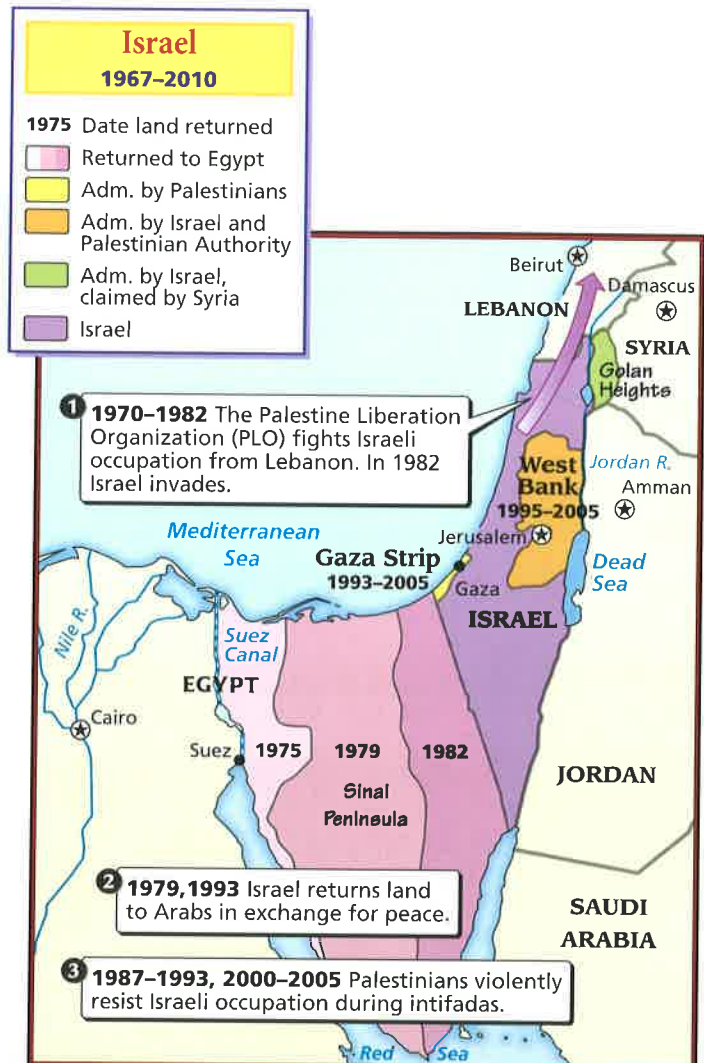 Israel
1967–2010
1975 Date land returned
Returned to Egypt
Adm. by Palestinians
Adm. by Israel and
Palestinian Authority
Adm. by Israel,
claimed by Syria
Israel
Beirut
Damascus
LEBANON
SYRIA
Golan
Heights
1 1970–1982 The Palestine Liberation
Organization (PLO) fights Israeli
occupation from Lebanon. In 1982
Israel invades.
West
Bank
1995–2005
Jordan R.
Amman
Jerusalem
Mediterranean
Sea
Gaza Strip
1993–2005
Gaza
Dead
Sea
ISRAEL
Nile R.
Suez
Canal
EGYPT
Cairo
Suez
1975
1979
1982
Sinai
Peninsula
JORDAN
2 1979,1993 Israel returns land
to Arabs in exchange for peace.
SAUDI
ARABIA
3 1987–1993, 2000–2005 Palestinians violently
resist Israeli occupation during intifadas.
Red Sea